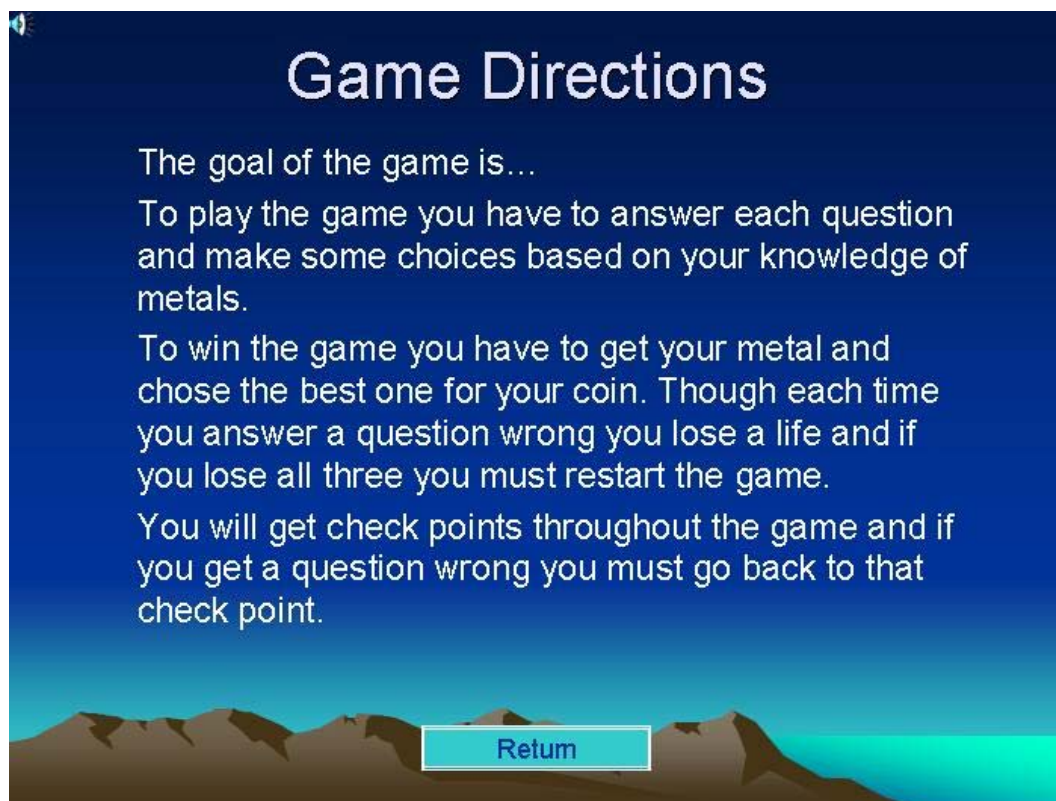 Game Directions
The goal of the game is...
To play the game you have to answer each question
and make some choices based on your knowledge of
metals.
To win the game you have to get your metal and
chose the best one for your coin. Though each time
you answer a question wrong you lose a life and if
you lose all three you must restart the game.
You will get check points throughout the game and if
you get a question wrong you must go back to that
check point.
Return